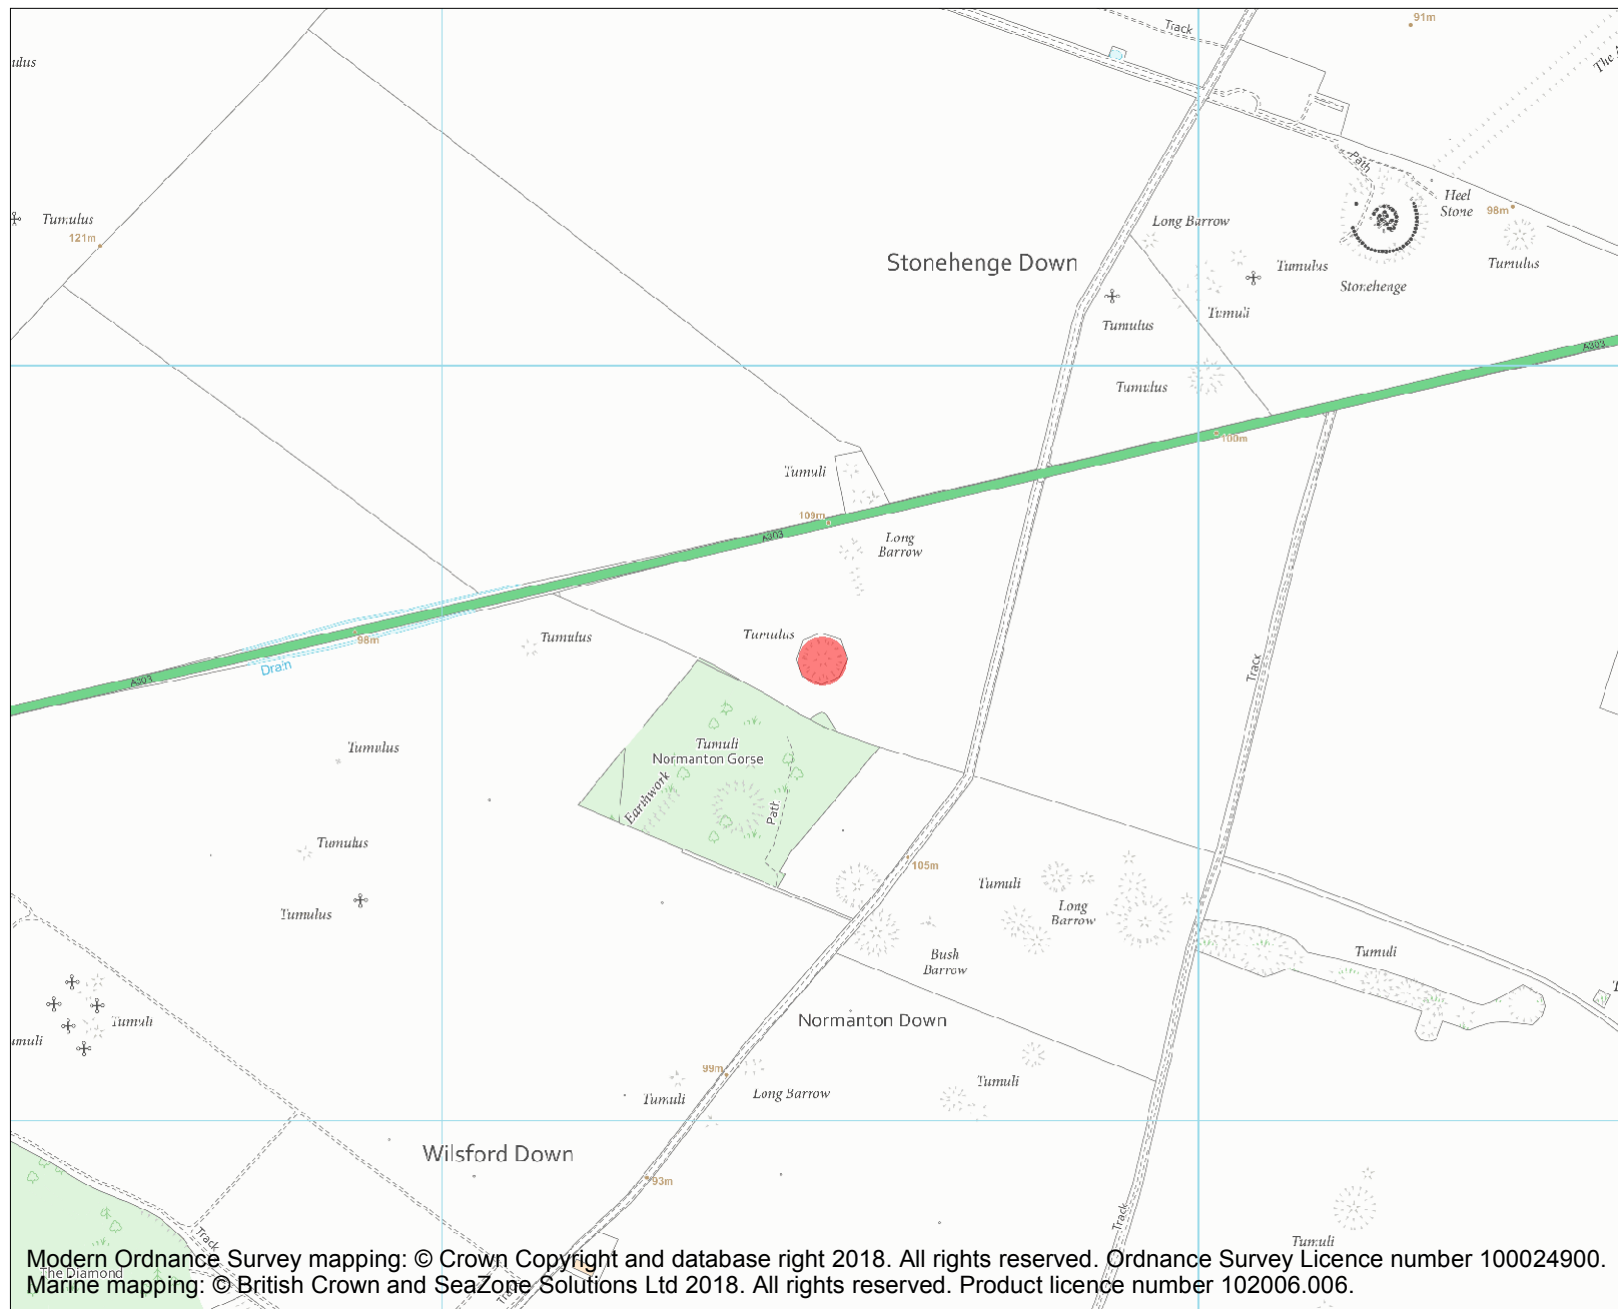 91m
Track
The
ulus
Path
Heel
Stone
98m
Tumulus
121m
Long Barrow
Stonehenge Down
Tumulus
Tumulus
Stonehenge
Tumuli
Tumulus
A303
Tumulus
100m
Tumuli
109m
A303
Long
Barrow
Tumulus
Tumulus
98m
Drain
A303
Track
Tumuli
Normanton Gorse
Tumulus
Earthwork
Path
Tumulus
105m
Tumuli
Long
Barrow
Tumulus
Bush
Barrow
Tumuli
Tumuli
umuli
Normanton Down
99m
Tumuli
Long Barrow
Tumuli
Wilsford Down
93m
Track
Track
Tumuli
Modern Ordnance Survey mapping: © Crown Copyright and database right 2018. All rights reserved. Ordnance Survey Licence number 100024900.
The Diamond
Marine mapping: © British Crown and SeaZone Solutions Ltd 2018. All rights reserved. Product licence number 102006.006.
Track